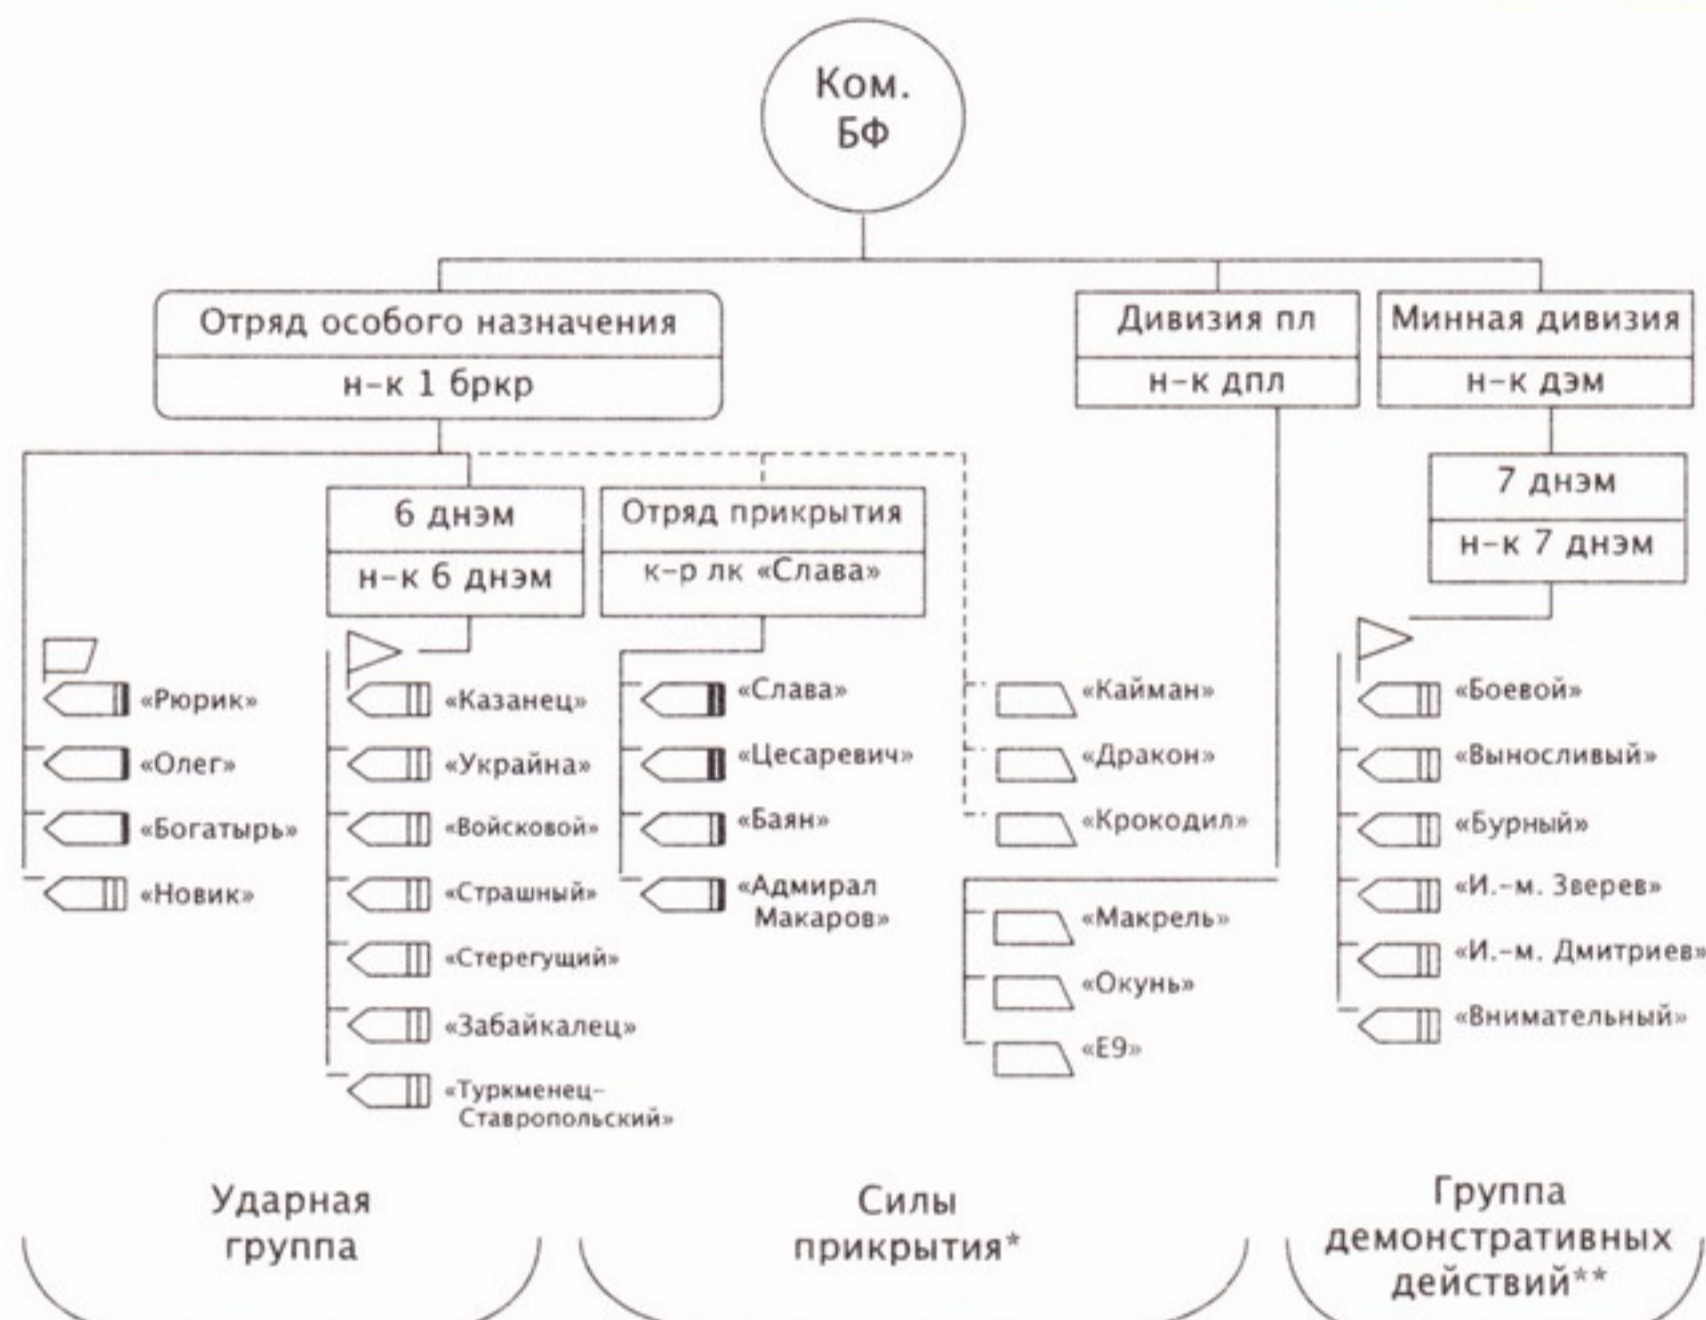 Ком.
БФ
Отряд особого назначения
н-к 1 бркр
Дивизия пл
н-к дпл
Минная дивизия
н-к дэм
6 днэм
н-к 6 днэм
Отряд прикрытия
к-р лк «Слава»
7 днэм
н-к 7 днэм
«Рюрик»
«Олег»
«Богатырь»
«Новик»
«Казанец»
«Украйна»
«Войсковой»
«Страшный»
«Стерегущий»
«Забайкалец»
«Туркменец-
Ставропольский»
«Слава»
«Цесаревич»
«Баян»
«Адмирал
Макаров»
«Кайман»
«Дракон»
«Крокодил»
«Макрель»
«Окунь»
«Е9»
«Боевой»
«Выносливый»
«Бурный»
«И.-м. Зверев»
«И.-м. Дмитриев»
«Внимательный»
Ударная
группа
Силы
прикрытия*
Группа
демонстративных
действий**